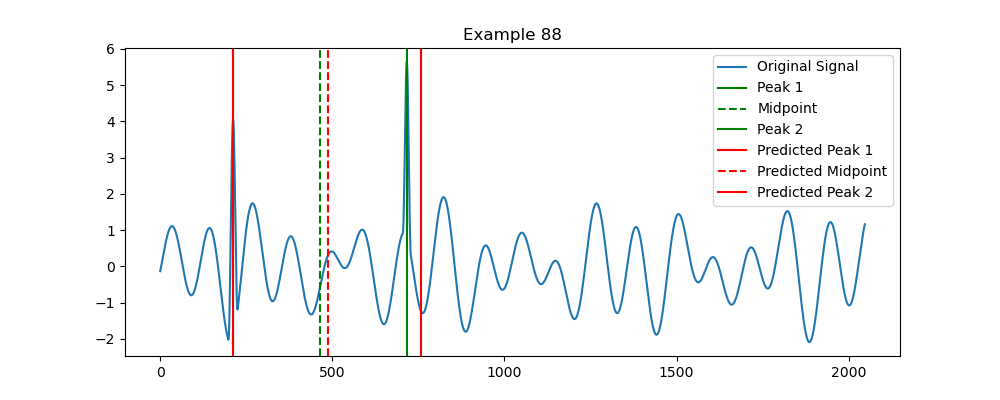 Example 88
6
5
4
3
2
1
0
−1
−2
0
500
1000
1500
2000
Original Signal
Peak 1
Midpoint
Peak 2
Predicted Peak 1
Predicted Midpoint
Predicted Peak 2